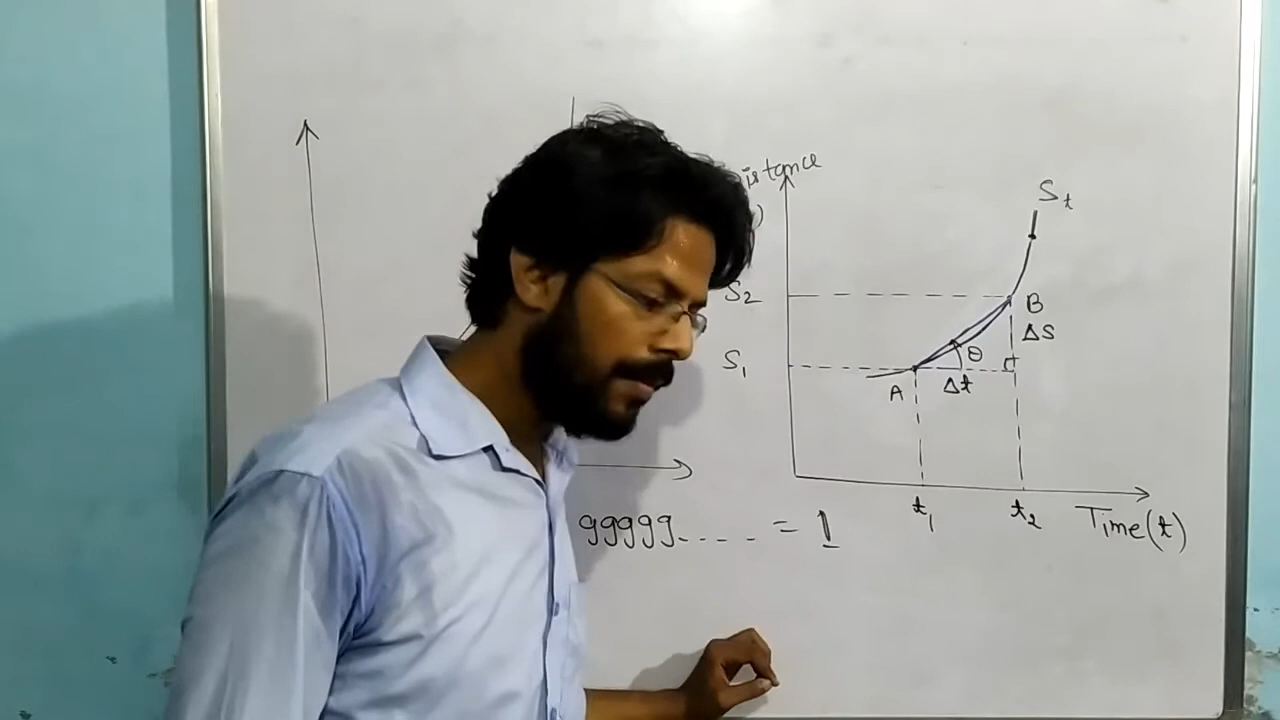 istance
)
S₂
S₁
Sₜ
B
ΔS
θ
Δt
A
t₁
t₂
Time(t)
99999---- = 1